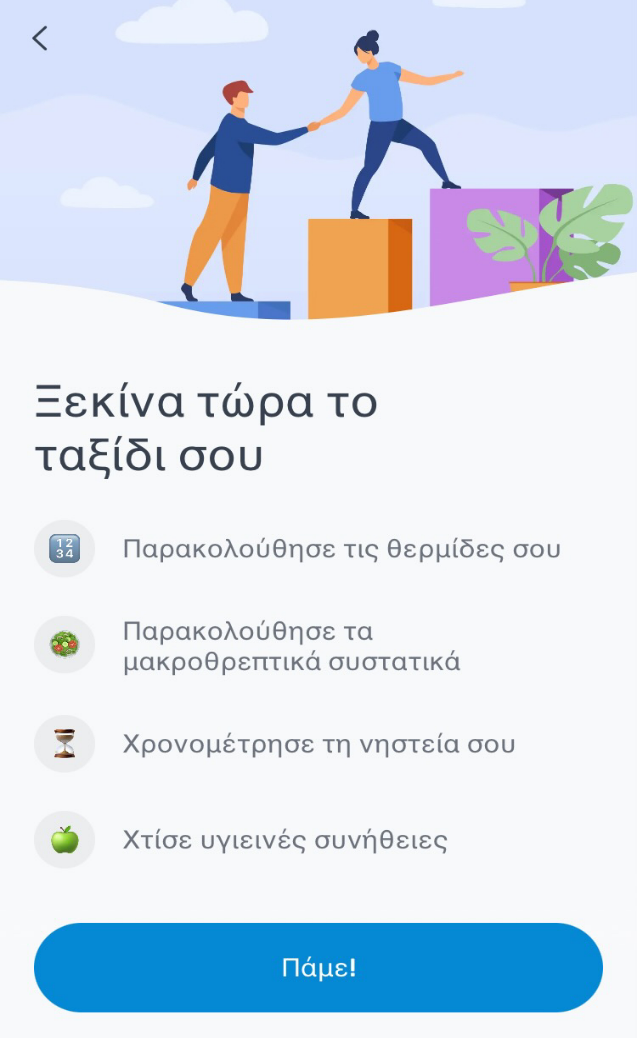 Ξεκίνα τώρα το
ταξίδι σου
1234
Παρακολούθησε τις θερμίδες σου
Παρακολούθησε τα
μακροθρεπτικά συστατικά
Χρονομέτρησε τη νηστεία σου
Χτίσε υγιεινές συνήθειες
Πάμε!